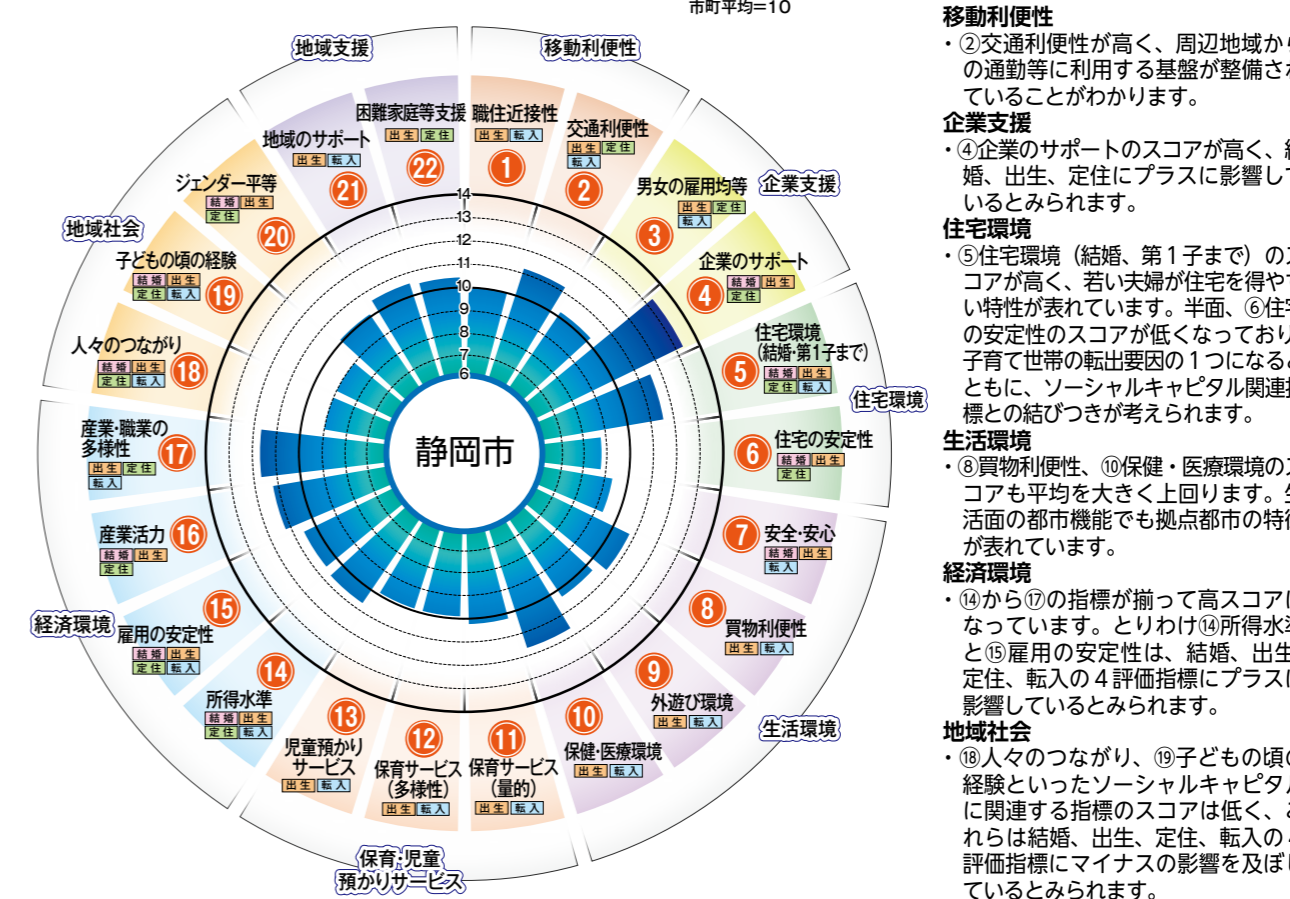 市町平均=10
地域支援
移動利便性
企業支援
住宅環境
生活環境
保育・児童
預かりサービス
経済環境
地域社会
職住近接性
出生 転入
1
交通利便性
出生 定住
転入
2
男女の雇用均等
出生 定住
転入
3
企業のサポート
結婚 出生
定住
4
住宅環境
(結婚・第1子まで)
結婚 出生
定住 転入
5
住宅の安定性
結婚 出生
定住
6
安全・安心
結婚 出生
転入
7
買物利便性
出生 転入
8
外遊び環境
出生 転入
9
保健・医療環境
出生 転入
10
保育サービス
(量的)
出生 転入
11
保育サービス
(多様性)
出生 転入
12
児童預かり
サービス
出生 転入
13
所得水準
結婚 出生
定住 転入
14
雇用の安定性
結婚 出生
定住 転入
15
産業活力
結婚 出生
定住
16
産業・職業の
多様性
出生 定住
転入
17
人々のつながり
結婚 出生
定住 転入
18
子どもの頃の経験
結婚 出生
定住 転入
19
ジェンダー平等
結婚 出生
定住
20
地域のサポート
出生 転入
21
困難家庭等支援
出生 定住
22
14
13
12
11
10
9
8
7
6
静岡市
移動利便性
・②交通利便性が高く、周辺地域から
の通勤等に利用する基盤が整備され
ていることがわかります。
企業支援
・④企業のサポートのスコアが高く、結
婚、出生、定住にプラスに影響して
いるとみられます。
住宅環境
・⑤住宅環境（結婚、第1子まで）のス
コアが高く、若い夫婦が住宅を得やす
い特性が表れています。半面、⑥住宅
の安定性のスコアが低くなっており
子育て世帯の転出要因の1つになると
ともに、ソーシャルキャピタル関連指
標との結びつきが考えられます。
生活環境
・⑧買物利便性、⑩保健・医療環境のス
コアも平均を大きく上回ります。生
活面の都市機能でも拠点都市の特徴
が表れています。
経済環境
・⑭から⑰の指標が揃って高スコアに
なっています。とりわけ⑭所得水準
と⑮雇用の安定性は、結婚、出生
定住、転入の4評価指標にプラスに
影響しているとみられます。
地域社会
・⑱人々のつながり、⑲子どもの頃の
経験といったソーシャルキャピタル
に関連する指標のスコアは低く、こ
れらは結婚、出生、定住、転入の
評価指標にマイナスの影響を及ぼし
ているとみられます。